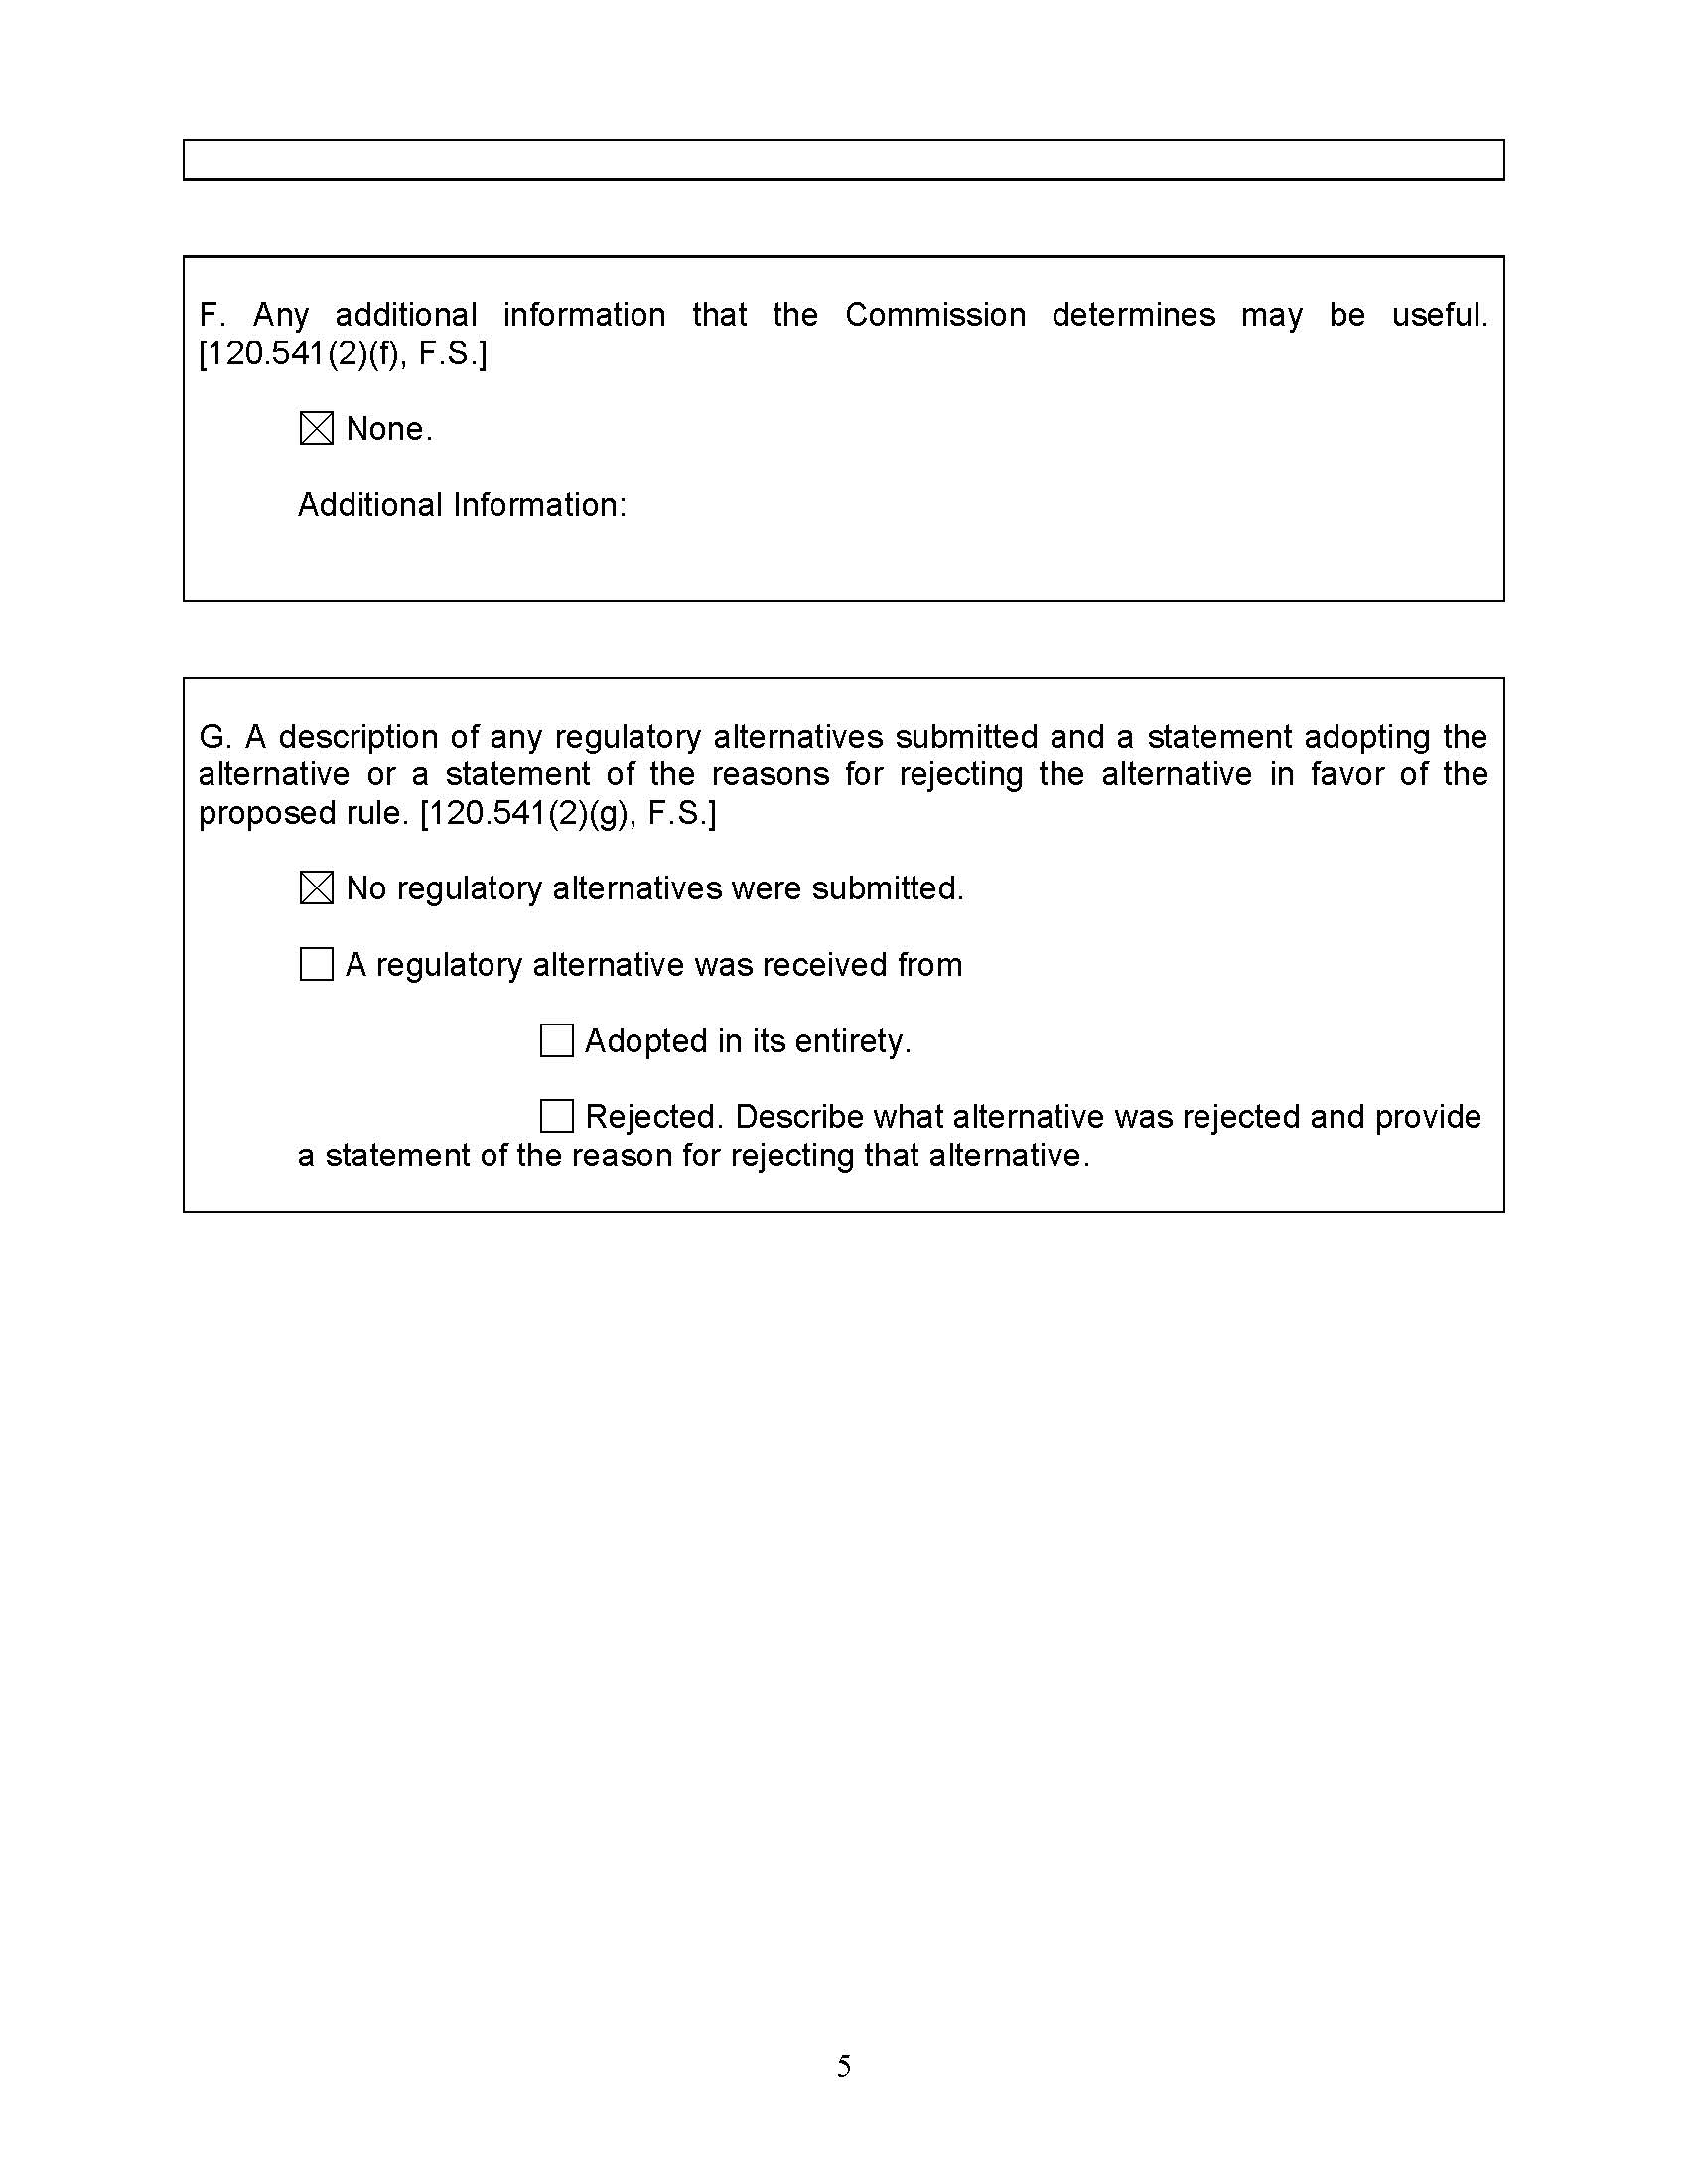 F. Any additional information that the Commission determines may be useful.
[120.541(2)(f), F.S.]
☒ None.
Additional Information:
G. A description of any regulatory alternatives submitted and a statement adopting the
alternative or a statement of the reasons for rejecting the alternative in favor of the
proposed rule. [120.541(2)(g), F.S.]
☒ No regulatory alternatives were submitted.
☐ A regulatory alternative was received from
☐ Adopted in its entirety.
☐ Rejected. Describe what alternative was rejected and provide
a statement of the reason for rejecting that alternative.
5